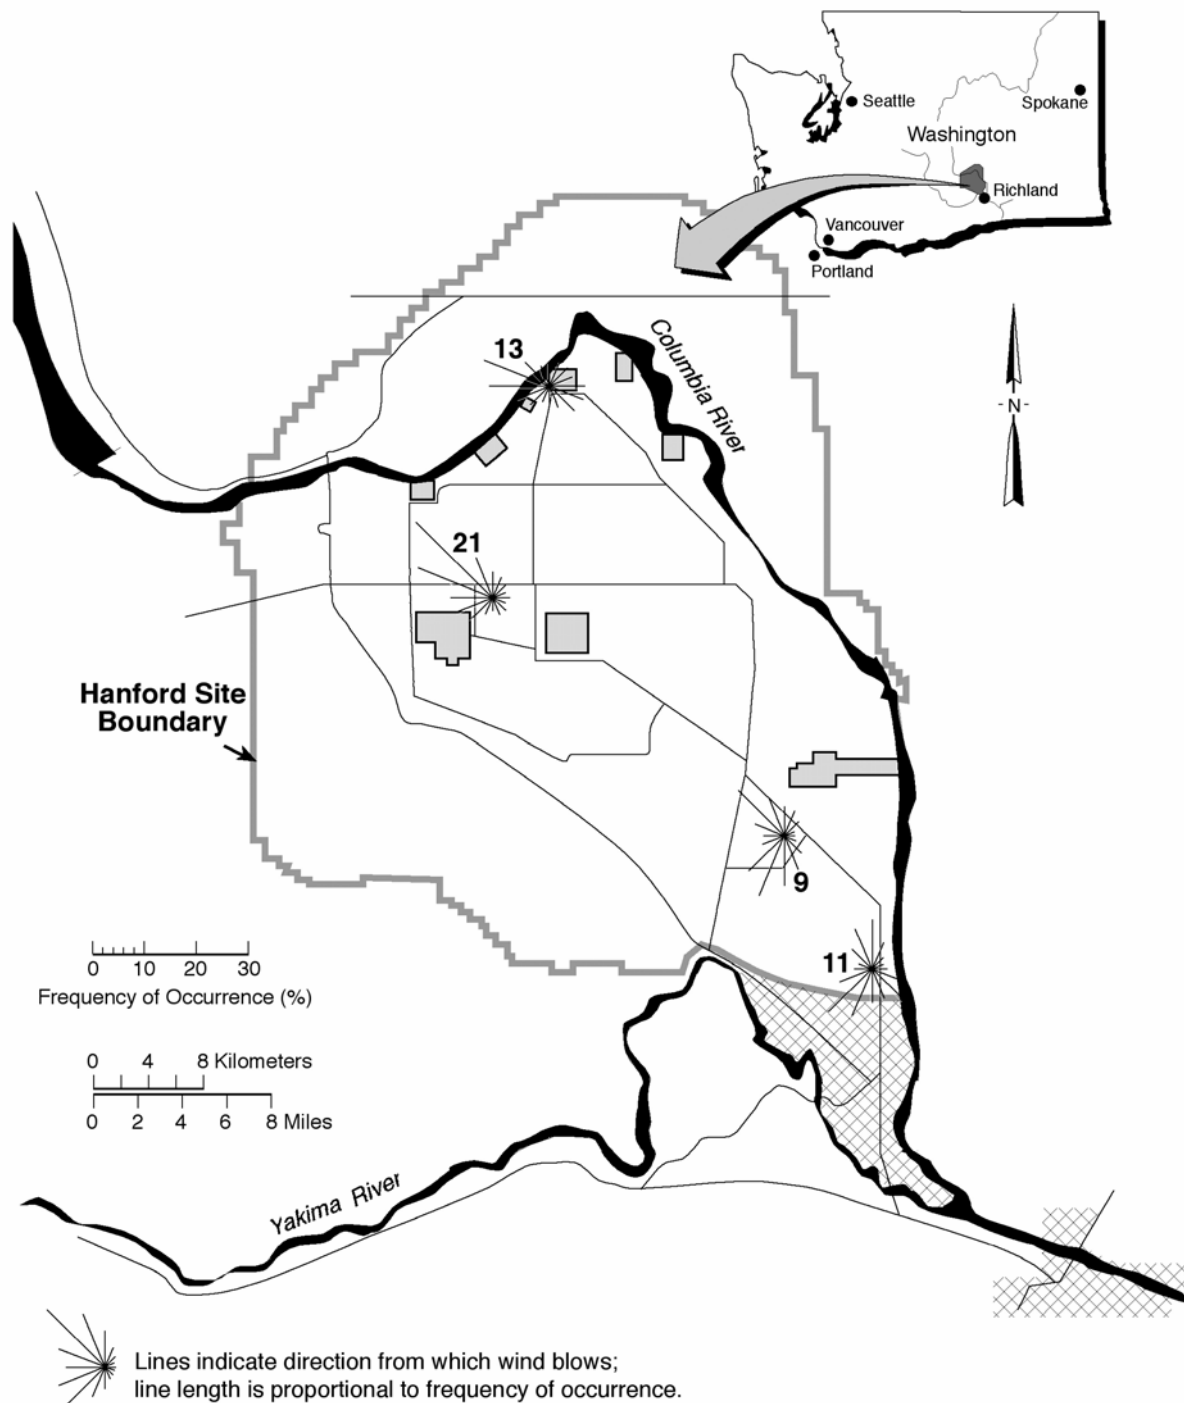 Seattle
Spokane
Washington
Richland
Vancouver
Portland
13
Columbia River
-N-
21
Hanford Site
Boundary
9
11
0 10 20 30
Frequency of Occurrence (%)
0 4 8 Kilometers
0 2 4 6 8 Miles
Yakima River
Lines indicate direction from which wind blows;
line length is proportional to frequency of occurrence.